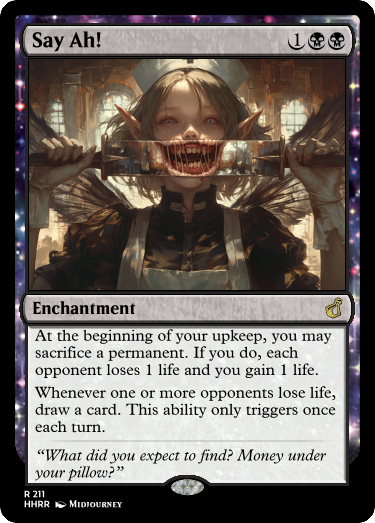 Say Ah! 1
Enchantment
At the beginning of your upkeep, you may
sacrifice a permanent. If you do, each
opponent loses 1 life and you gain 1 life.
Whenever one or more opponents lose life,
draw a card. This ability only triggers once
each turn.
“What did you expect to find? Money under
your pillow?”
R 211
HHRR MIDJOURNEY